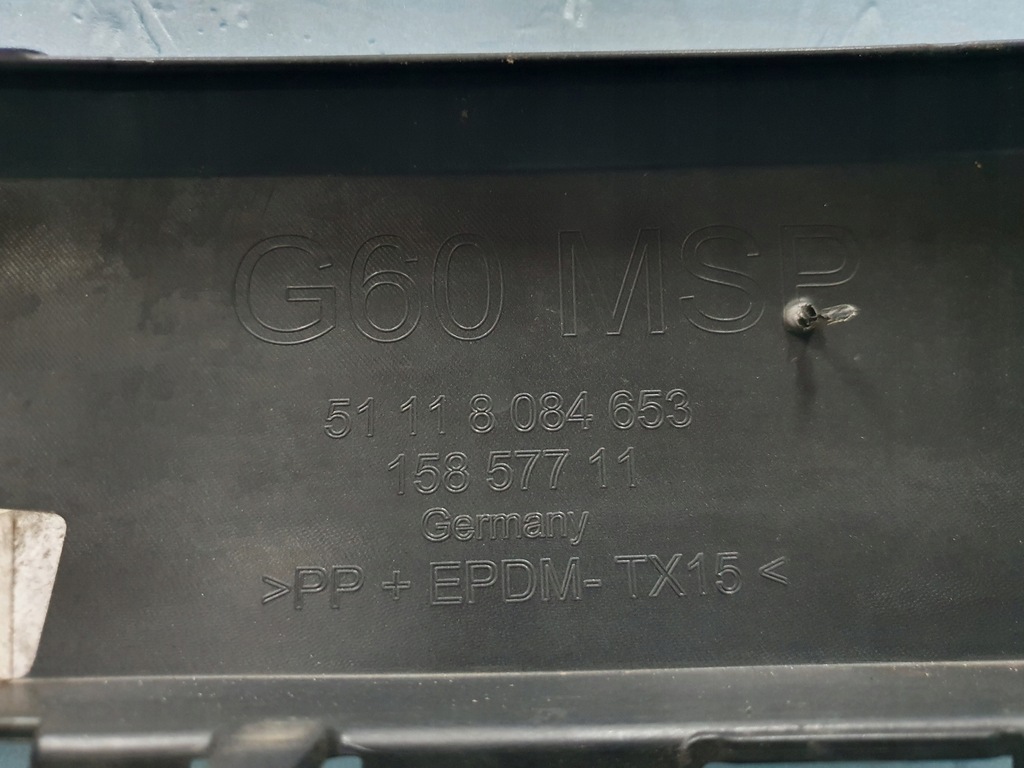 G60 MSP
51 11 8 084 653
158 577 11
Germany
>PP + EPDM- TX15 <